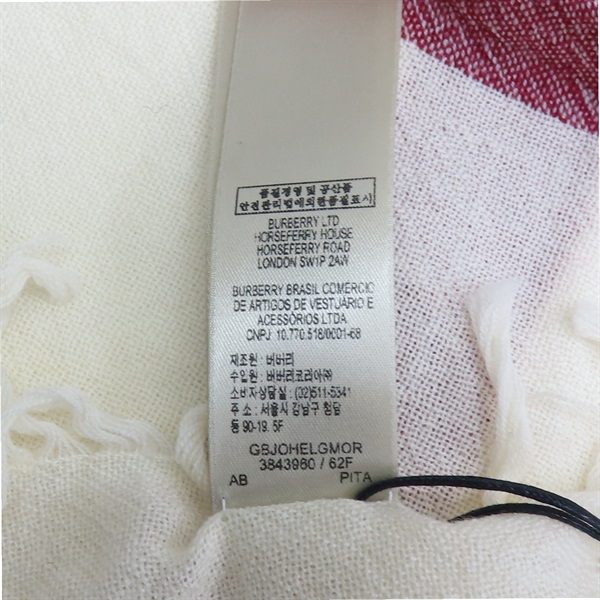 품질경영 및 공산품
안전관리법에의한품질표시
BURBERRY LTD
HORSEFERRY HOUSE
HORSEFERRY ROAD
LONDON SW1P 2AW
BURBERRY BRASIL COMERCIO
DE ARTIGOS DE VESTUÁRIO E
ACESSÓRIOS LTDA
CNPJ 10.770.518/0001-68
제조원 : 버버리
수입원 : 버버리코리아㈜
소비자상담실 : (02)511-5341
주소 : 서울시 강남구 청담
동 90-19. 5F
GBJOHELGMOR
3843980 / 62F
AB PITA